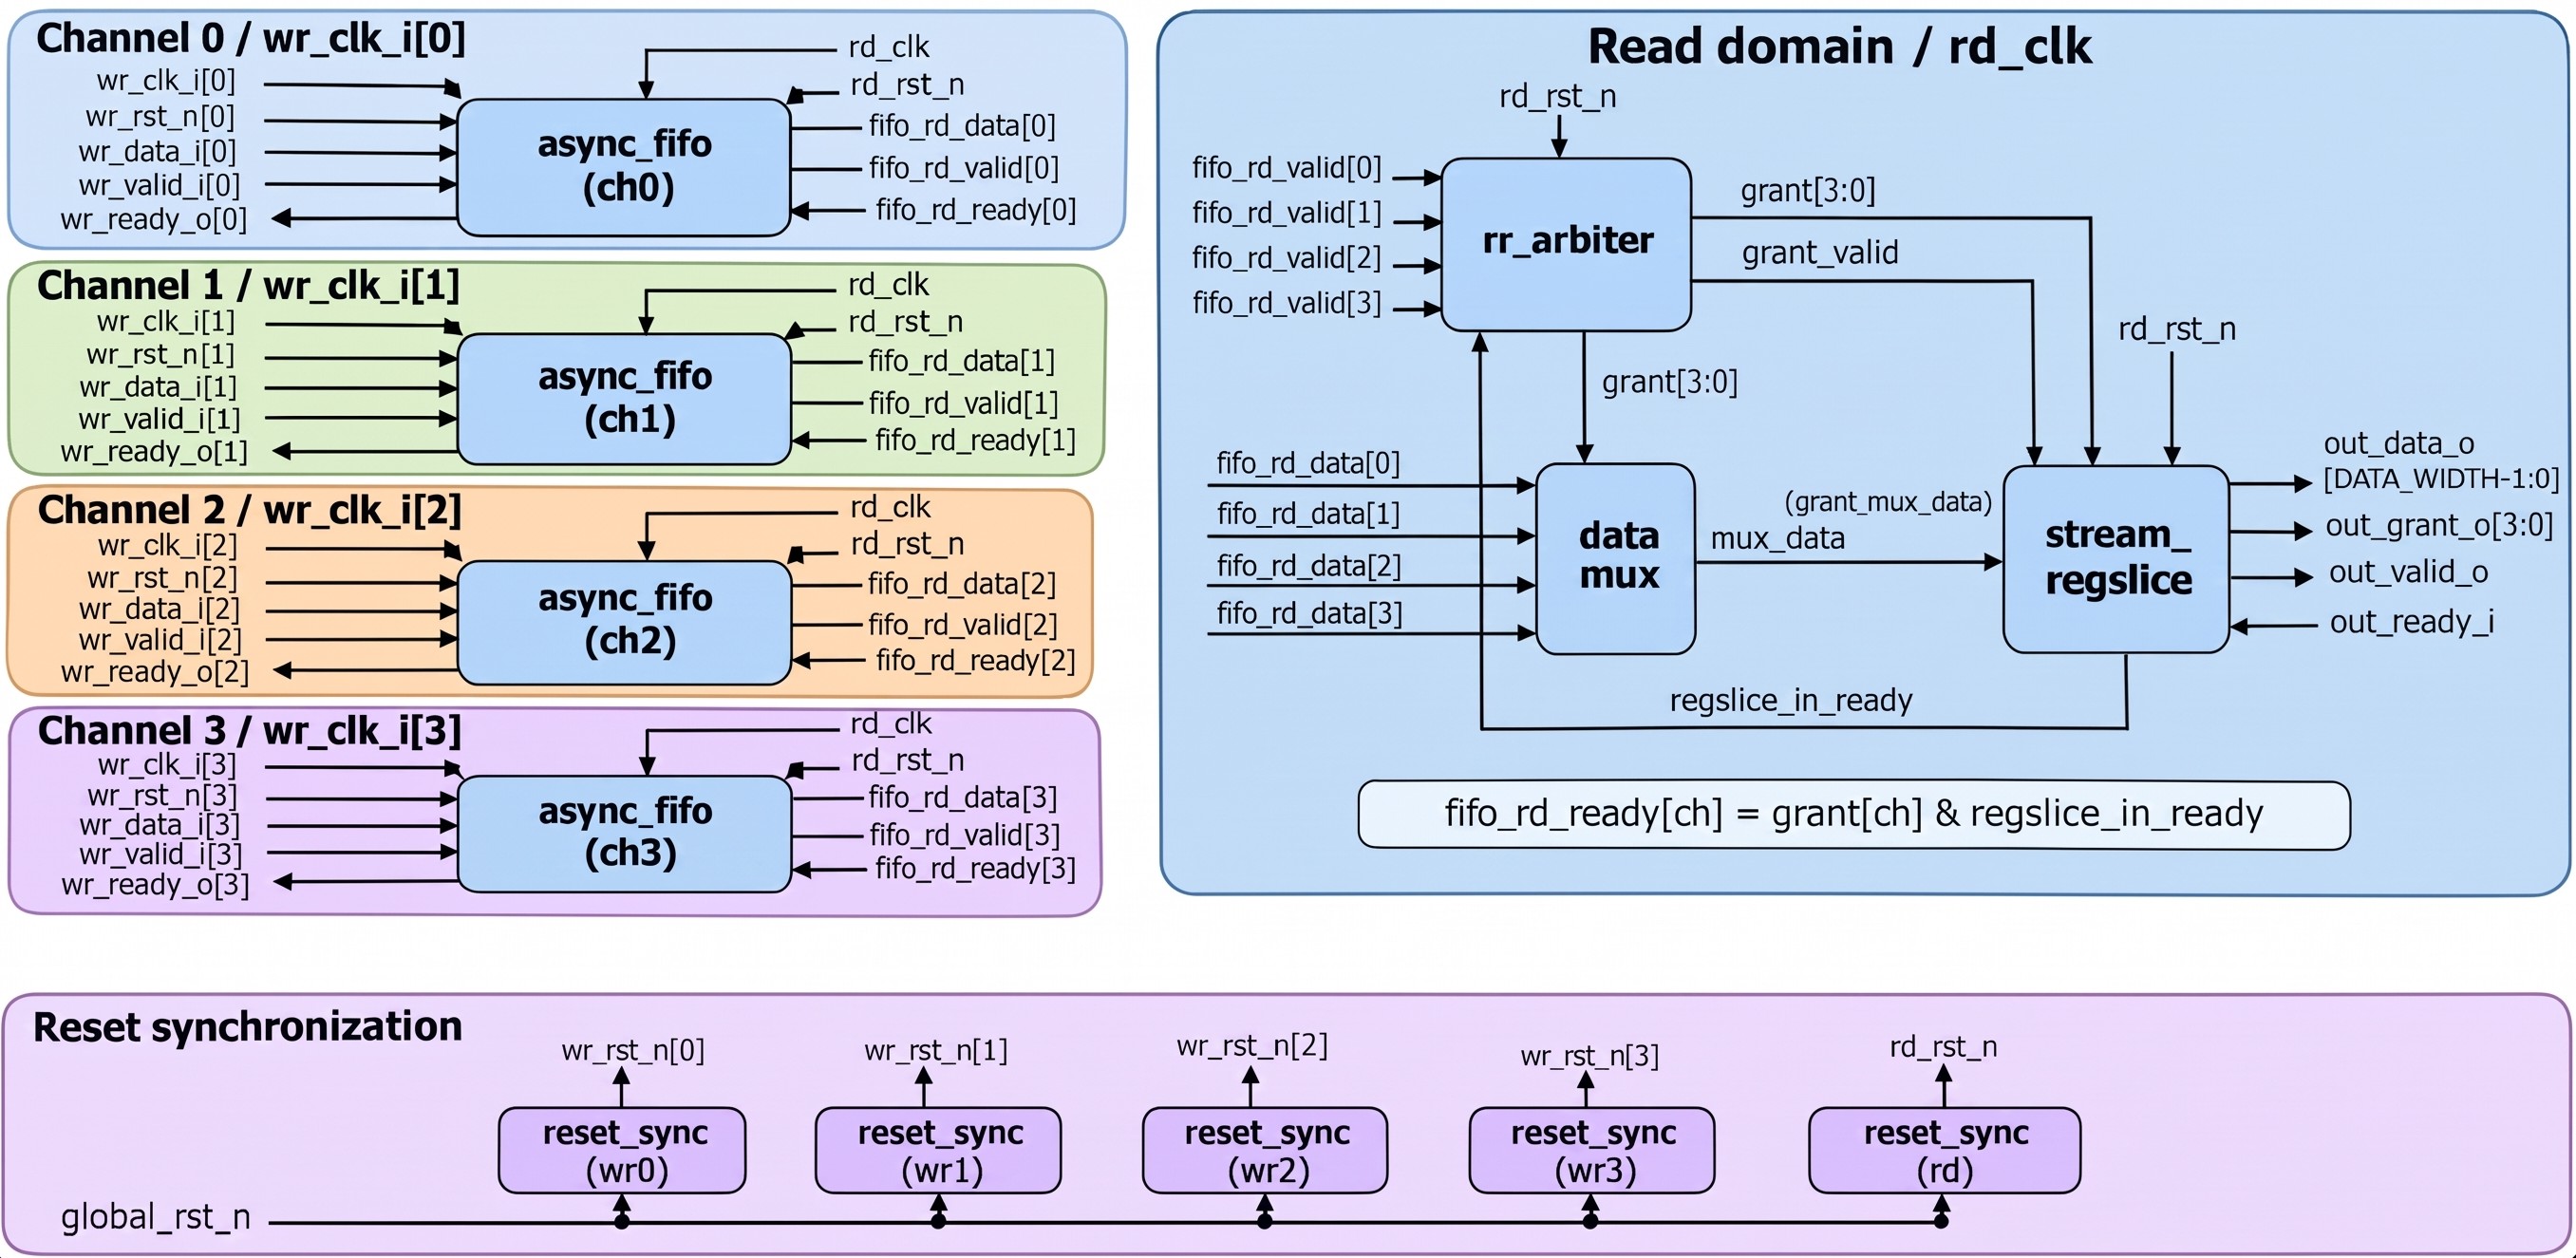 Channel 0 / wr_clk_i[0]
wr_clk_i[0]
wr_rst_n[0]
wr_data_i[0]
wr_valid_i[0]
wr_ready_o[0]
async_fifo
(ch0)
rd_clk
rd_rst_n
fifo_rd_data[0]
fifo_rd_valid[0]
fifo_rd_ready[0]
Channel 1 / wr_clk_i[1]
wr_clk_i[1]
wr_rst_n[1]
wr_data_i[1]
wr_valid_i[1]
wr_ready_o[1]
async_fifo
(ch1)
rd_clk
rd_rst_n
fifo_rd_data[1]
fifo_rd_valid[1]
fifo_rd_ready[1]
Channel 2 / wr_clk_i[2]
wr_clk_i[2]
wr_rst_n[2]
wr_data_i[2]
wr_valid_i[2]
wr_ready_o[2]
async_fifo
(ch2)
rd_clk
rd_rst_n
fifo_rd_data[2]
fifo_rd_valid[2]
fifo_rd_ready[2]
Channel 3 / wr_clk_i[3]
wr_clk_i[3]
wr_rst_n[3]
wr_data_i[3]
wr_valid_i[3]
wr_ready_o[3]
async_fifo
(ch3)
rd_clk
rd_rst_n
fifo_rd_data[3]
fifo_rd_valid[3]
fifo_rd_ready[3]
Read domain / rd_clk
rd_rst_n
fifo_rd_valid[0]
fifo_rd_valid[1]
fifo_rd_valid[2]
fifo_rd_valid[3]
rr_arbiter
grant[3:0]
grant_valid
rd_rst_n
grant[3:0]
fifo_rd_data[0]
fifo_rd_data[1]
fifo_rd_data[2]
fifo_rd_data[3]
data
mux
(grant_mux_data)
mux_data
stream_
regslice
out_data_o
[DATA_WIDTH-1:0]
out_grant_o[3:0]
out_valid_o
out_ready_i
regslice_in_ready
fifo_rd_ready[ch] = grant[ch] & regslice_in_ready
Reset synchronization
wr_rst_n[0]
wr_rst_n[1]
wr_rst_n[2]
wr_rst_n[3]
rd_rst_n
reset_sync
(wr0)
reset_sync
(wr1)
reset_sync
(wr2)
reset_sync
(wr3)
reset_sync
(rd)
global_rst_n